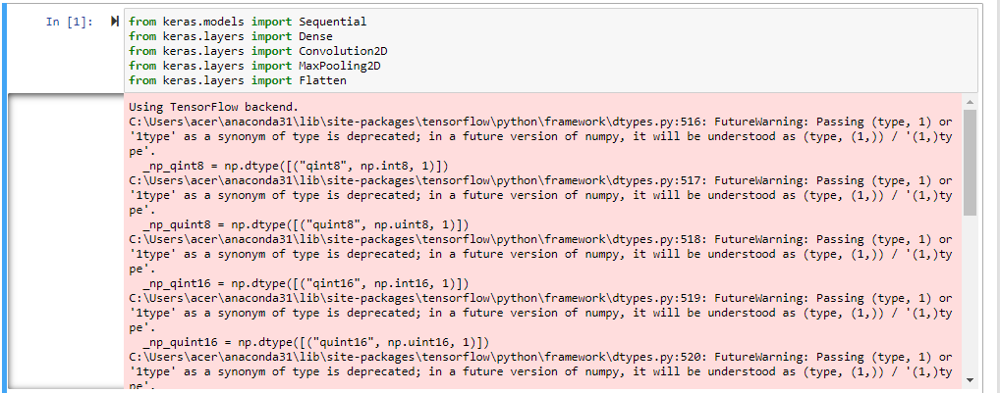 In [1]:
from keras.models import Sequential
from keras.layers import Dense
from keras.layers import Convolution2D
from keras.layers import MaxPooling2D
from keras.layers import Flatten
Using TensorFlow backend.
C:\Users\acer\anaconda31\lib\site-packages\tensorflow\python\framework\dtypes.py:516: FutureWarning: Passing (type, 1) or
'1type' as a synonym of type is deprecated; in a future version of numpy, it will be understood as (type, (1,)) / '(1,)ty
pe'.
  _np_qint8 = np.dtype([("qint8", np.int8, 1)])
C:\Users\acer\anaconda31\lib\site-packages\tensorflow\python\framework\dtypes.py:517: FutureWarning: Passing (type, 1) or
'1type' as a synonym of type is deprecated; in a future version of numpy, it will be understood as (type, (1,)) / '(1,)ty
pe'.
  _np_quint8 = np.dtype([("quint8", np.uint8, 1)])
C:\Users\acer\anaconda31\lib\site-packages\tensorflow\python\framework\dtypes.py:518: FutureWarning: Passing (type, 1) or
'1type' as a synonym of type is deprecated; in a future version of numpy, it will be understood as (type, (1,)) / '(1,)ty
pe'.
  _np_qint16 = np.dtype([("qint16", np.int16, 1)])
C:\Users\acer\anaconda31\lib\site-packages\tensorflow\python\framework\dtypes.py:519: FutureWarning: Passing (type, 1) or
'1type' as a synonym of type is deprecated; in a future version of numpy, it will be understood as (type, (1,)) / '(1,)ty
pe'.
  _np_quint16 = np.dtype([("quint16", np.uint16, 1)])
C:\Users\acer\anaconda31\lib\site-packages\tensorflow\python\framework\dtypes.py:520: FutureWarning: Passing (type, 1) or
'1type' as a synonym of type is deprecated; in a future version of numpy, it will be understood as (type, (1,)) / '(1,)ty
pe'.